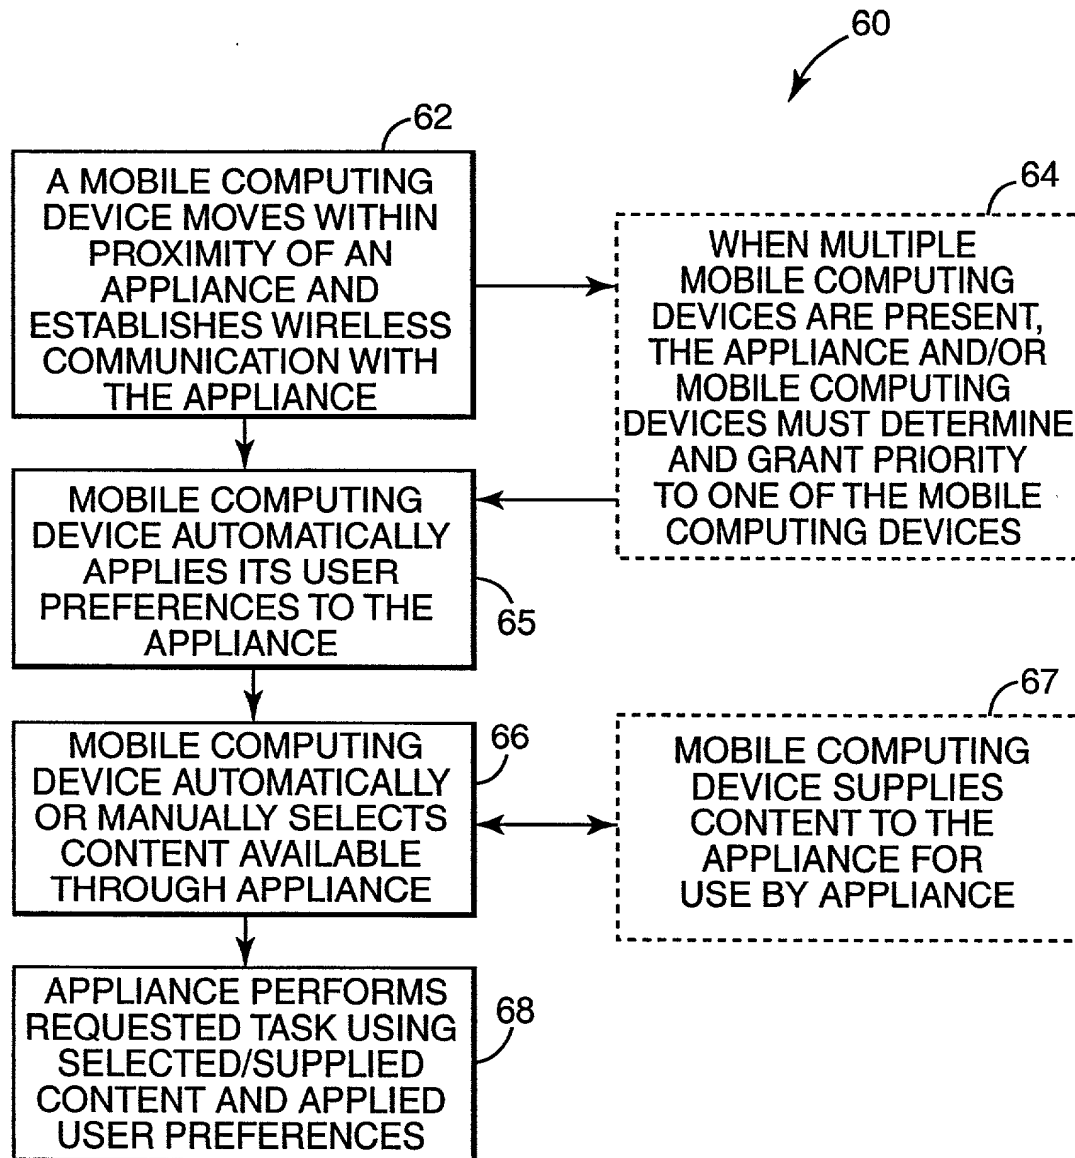 60
62
A MOBILE COMPUTING
DEVICE MOVES WITHIN
PROXIMITY OF AN
APPLIANCE AND
ESTABLISHES WIRELESS
COMMUNICATION WITH
THE APPLIANCE
64
WHEN MULTIPLE
MOBILE COMPUTING
DEVICES ARE PRESENT,
THE APPLIANCE AND/OR
MOBILE COMPUTING
DEVICES MUST DETERMINE
AND GRANT PRIORITY
TO ONE OF THE MOBILE
COMPUTING DEVICES
MOBILE COMPUTING
DEVICE AUTOMATICALLY
APPLIES ITS USER
PREFERENCES TO THE
APPLIANCE
65
MOBILE COMPUTING
DEVICE AUTOMATICALLY
OR MANUALLY SELECTS
CONTENT AVAILABLE
THROUGH APPLIANCE
66
67
MOBILE COMPUTING
DEVICE SUPPLIES
CONTENT TO THE
APPLIANCE FOR
USE BY APPLIANCE
APPLIANCE PERFORMS
REQUESTED TASK USING
SELECTED/SUPPLIED
CONTENT AND APPLIED
USER PREFERENCES
68